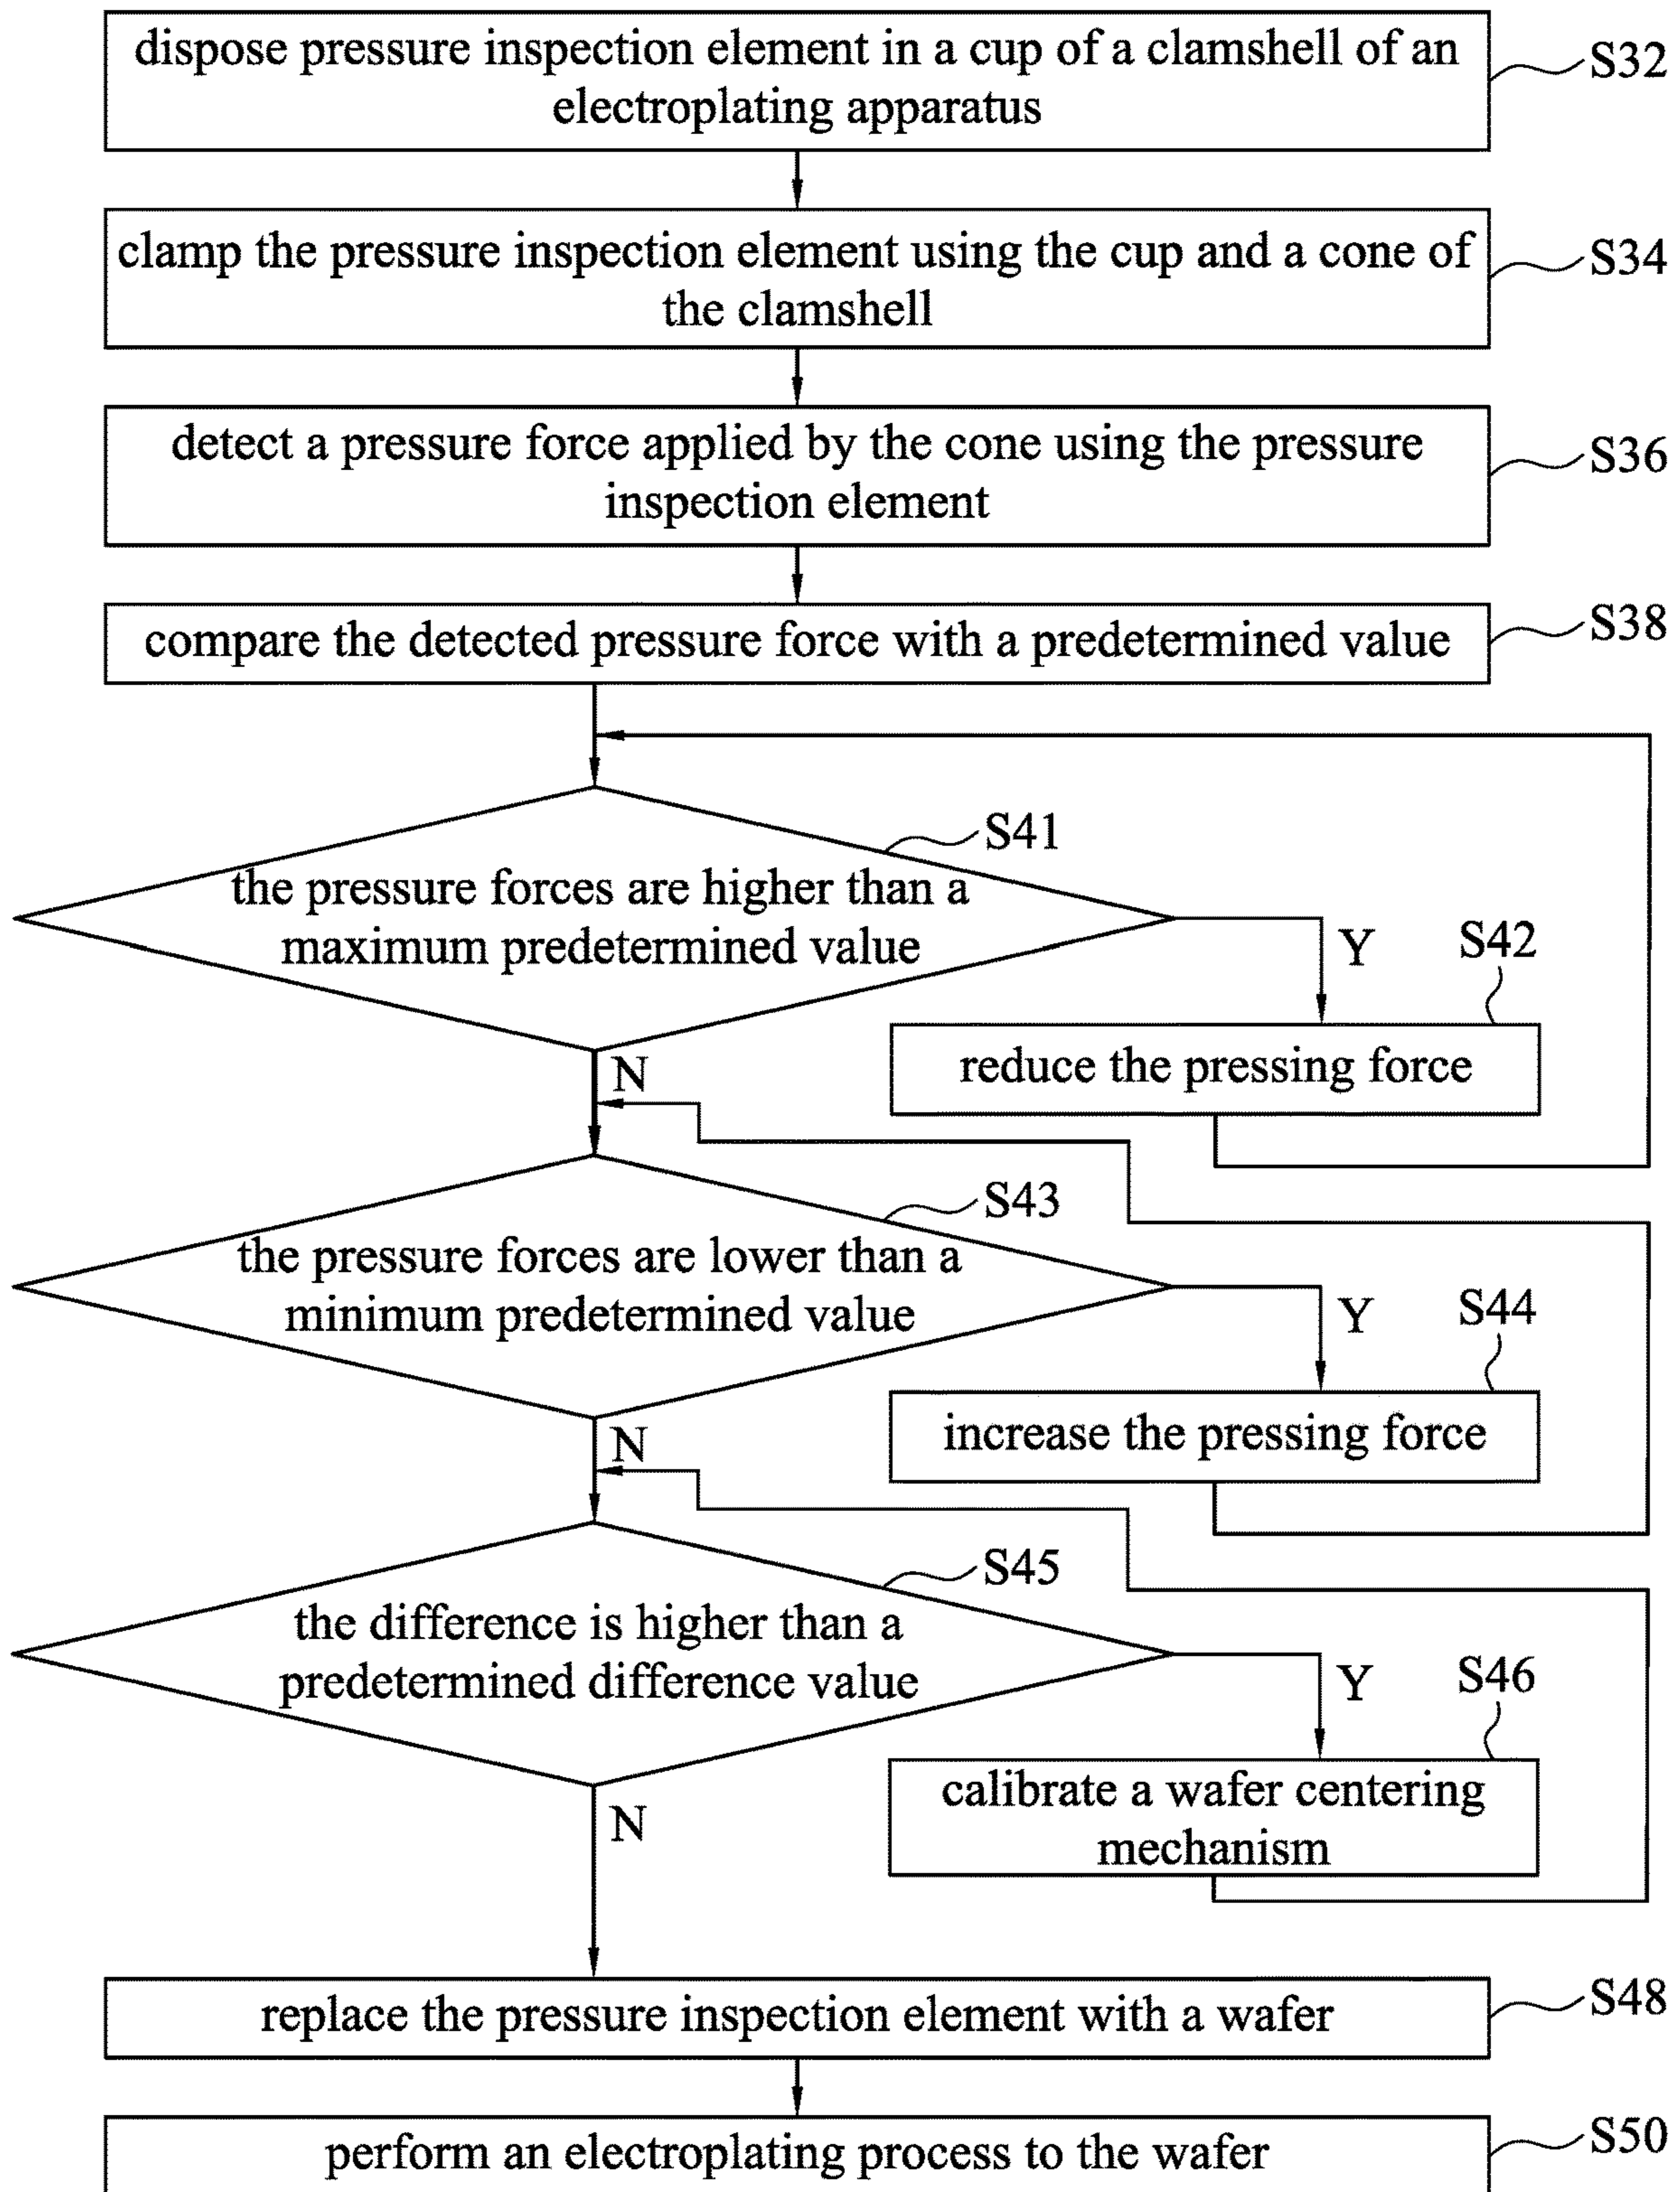 dispose pressure inspection element in a cup of a clamshell of an
electroplating apparatus
S32
clamp the pressure inspection element using the cup and a cone of
the clamshell
S34
detect a pressure force applied by the cone using the pressure
inspection element
S36
compare the detected pressure force with a predetermined value
S38
S41
the pressure forces are higher than a
maximum predetermined value
Y
S42
reduce the pressing force
N
S43
the pressure forces are lower than a
minimum predetermined value
Y
S44
increase the pressing force
N
S45
the difference is higher than a
predetermined difference value
Y
S46
calibrate a wafer centering
mechanism
N
replace the pressure inspection element with a wafer
S48
perform an electroplating process to the wafer
S50